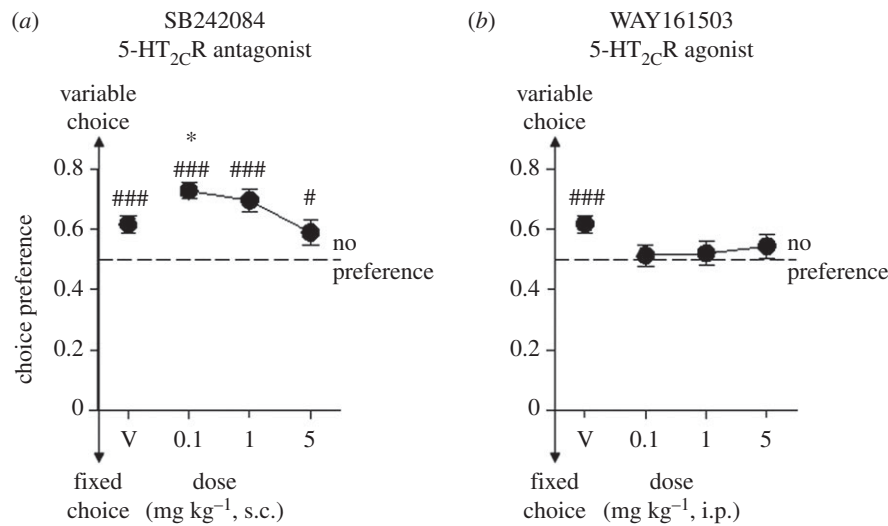 (a) SB242084
5-HT2CR antagonist
variable
choice
*
###
###
###
#
0.8
0.6
0.4
0.2
0
no
preference
choice preference
V 0.1 1 5
fixed dose
choice (mg kg–1, s.c.)
(b) WAY161503
5-HT2CR agonist
variable
choice
###
0.8
0.6
0.4
0.2
0
no
preference
V 0.1 1 5
fixed dose
choice (mg kg–1, i.p.)